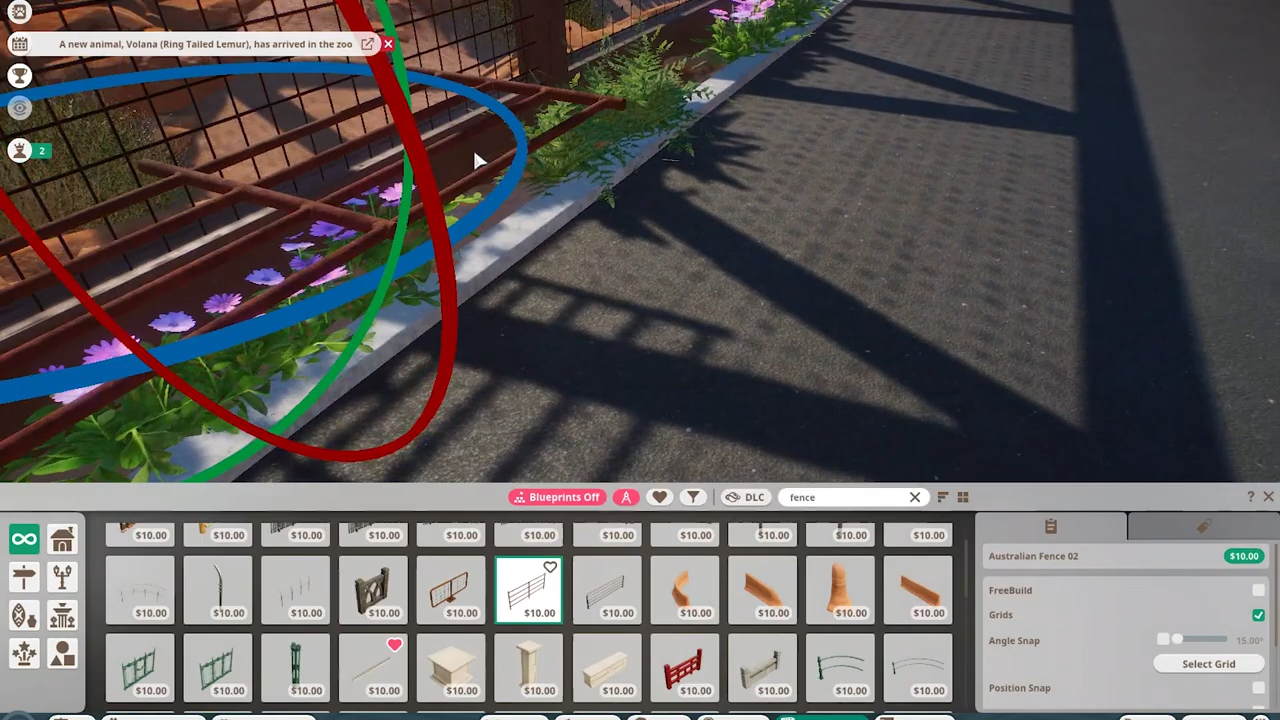 A new animal, Volana (Ring Tailed Lemur), has arrived in the zoo
2
Blueprints Off
DLC
fence
?
$10.00 $10.00 $10.00 $10.00 $10.00 $10.00 $10.00 $10.00 $10.00 $10.00 $10.00
Australian Fence 02 $10.00
FreeBuild
$10.00 $10.00 $10.00 $10.00 $10.00 $10.00 $10.00 $10.00 $10.00 $10.00 $10.00
Grids
Angle Snap 15.00°
Select Grid
$10.00 $10.00 $10.00 $10.00 $10.00 $10.00 $10.00 $10.00 $10.00 $10.00 $10.00
Position Snap